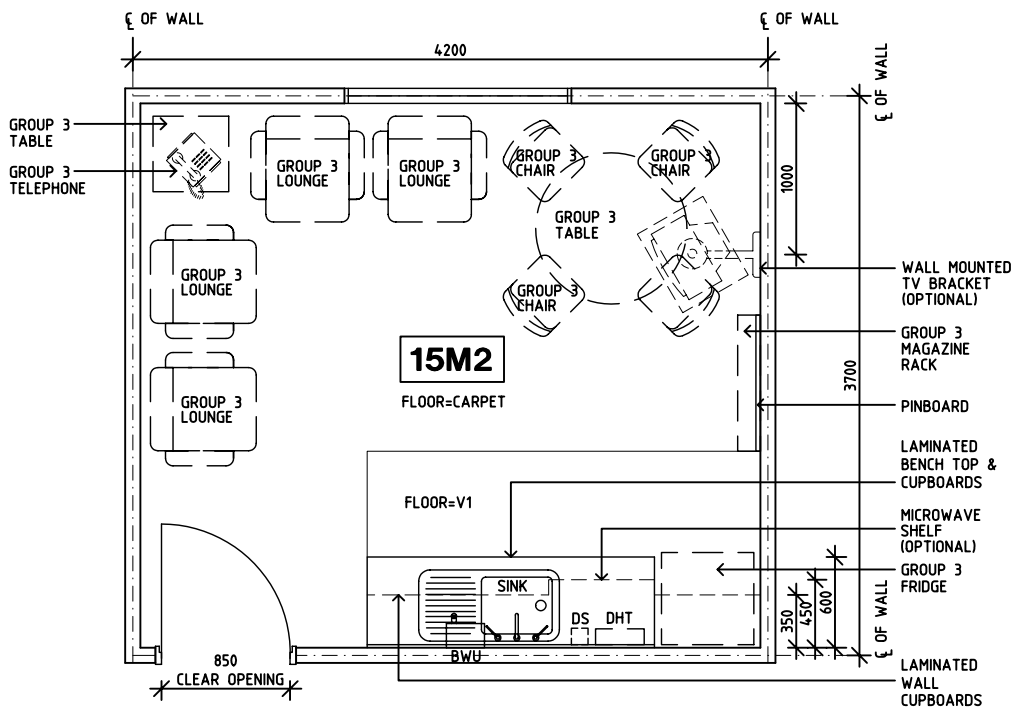 ℄ OF WALL
℄ OF WALL
4200
℄ OF WALL
GROUP 3
TABLE
GROUP 3
TELEPHONE
GROUP 3
LOUNGE
GROUP 3
LOUNGE
GROUP 3
CHAIR
GROUP 3
CHAIR
1000
GROUP 3
TABLE
GROUP 3
LOUNGE
GROUP 3
CHAIR
WALL MOUNTED
TV BRACKET
(OPTIONAL)
GROUP 3
MAGAZINE
RACK
15M2
FLOOR=CARPET
3700
GROUP 3
LOUNGE
PINBOARD
LAMINATED
BENCH TOP &
CUPBOARDS
FLOOR=V1
MICROWAVE
SHELF
(OPTIONAL)
GROUP 3
FRIDGE
SINK
DS
DHT
350
450
600
℄ OF WALL
BWU
850
CLEAR OPENING
LAMINATED
WALL
CUPBOARDS